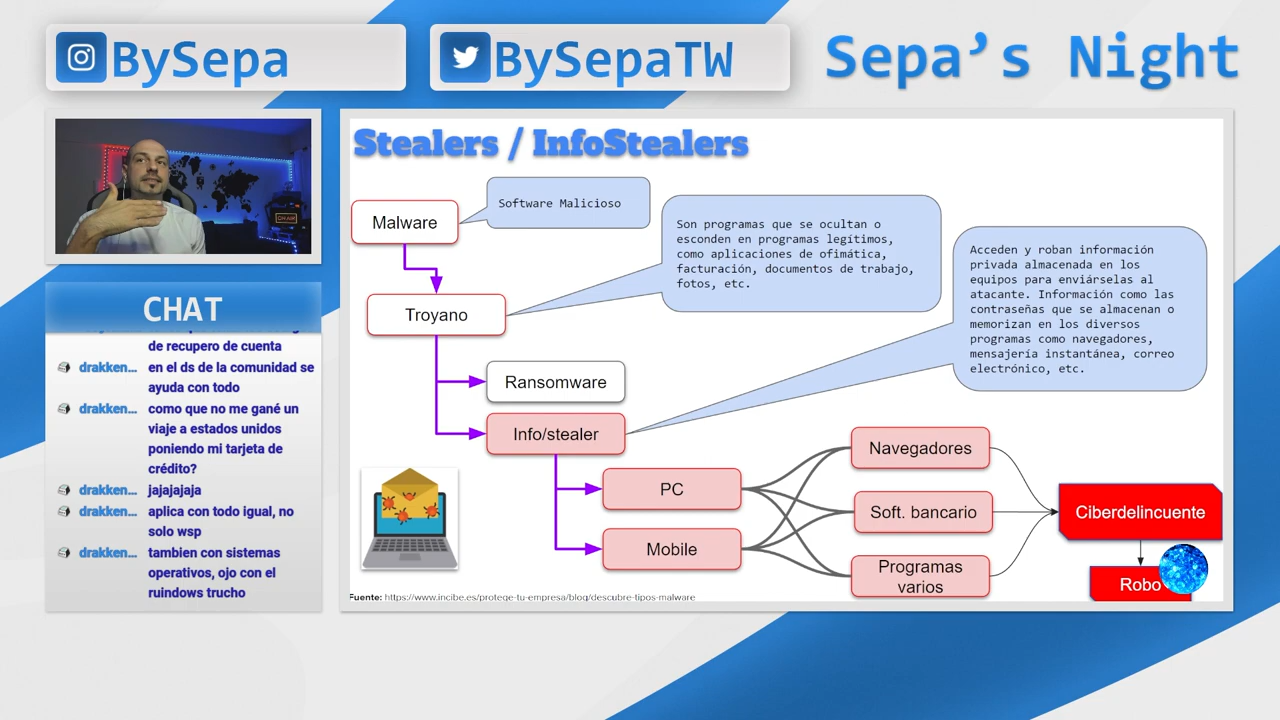 BySepa
BySepaTW
Sepa’s Night
CHAT
de recupero de cuenta
drakken... en el ds de la comunidad se
ayuda con todo
drakken... como que no me gané un
viaje a estados unidos
poniendo mi tarjeta de
crédito?
drakken... jajajajaja
drakken... aplica con todo igual, no
solo wsp
drakken... tambien con sistemas
operativos, ojo con el
ruindows trucho
Stealers / InfoStealers
Malware
Software Malicioso
Troyano
Son programas que se ocultan o
esconden en programas legítimos,
como aplicaciones de ofimática,
facturación, documentos de trabajo,
fotos, etc.
Acceden y roban información
privada almacenada en los
equipos para enviárselas al
atacante. Información como las
contraseñas que se almacenan o
memorizan en los diversos
programas como navegadores,
mensajería instantánea, correo
electrónico, etc.
Ransomware
Info/stealer
PC
Mobile
Navegadores
Soft. bancario
Programas
varios
Ciberdelincuente
Robo
Fuente: https://www.incibe.es/protege-tu-empresa/blog/descubre-tipos-malware